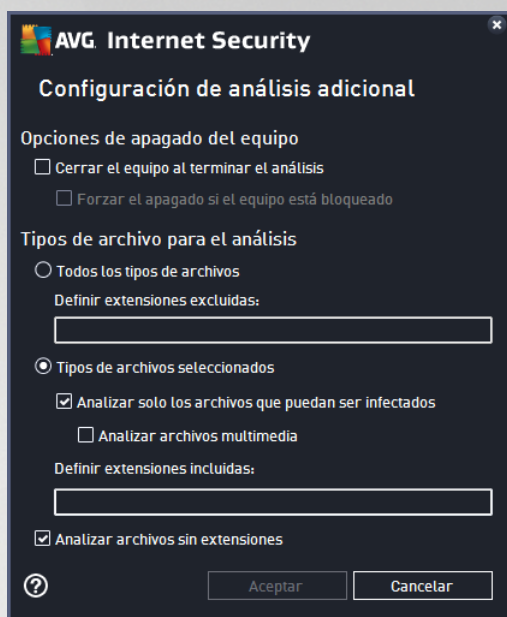 AVG. Internet Security
Configuración de análisis adicional
Opciones de apagado del equipo
Cerrar el equipo al terminar el análisis
Forzar el apagado si el equipo está bloqueado
Tipos de archivo para el análisis
Todos los tipos de archivos
Definir extensiones excluidas:
Tipos de archivos seleccionados
Analizar solo los archivos que puedan ser infectados
Analizar archivos multimedia
Definir extensiones incluidas:
Analizar archivos sin extensiones
? Aceptar Cancelar